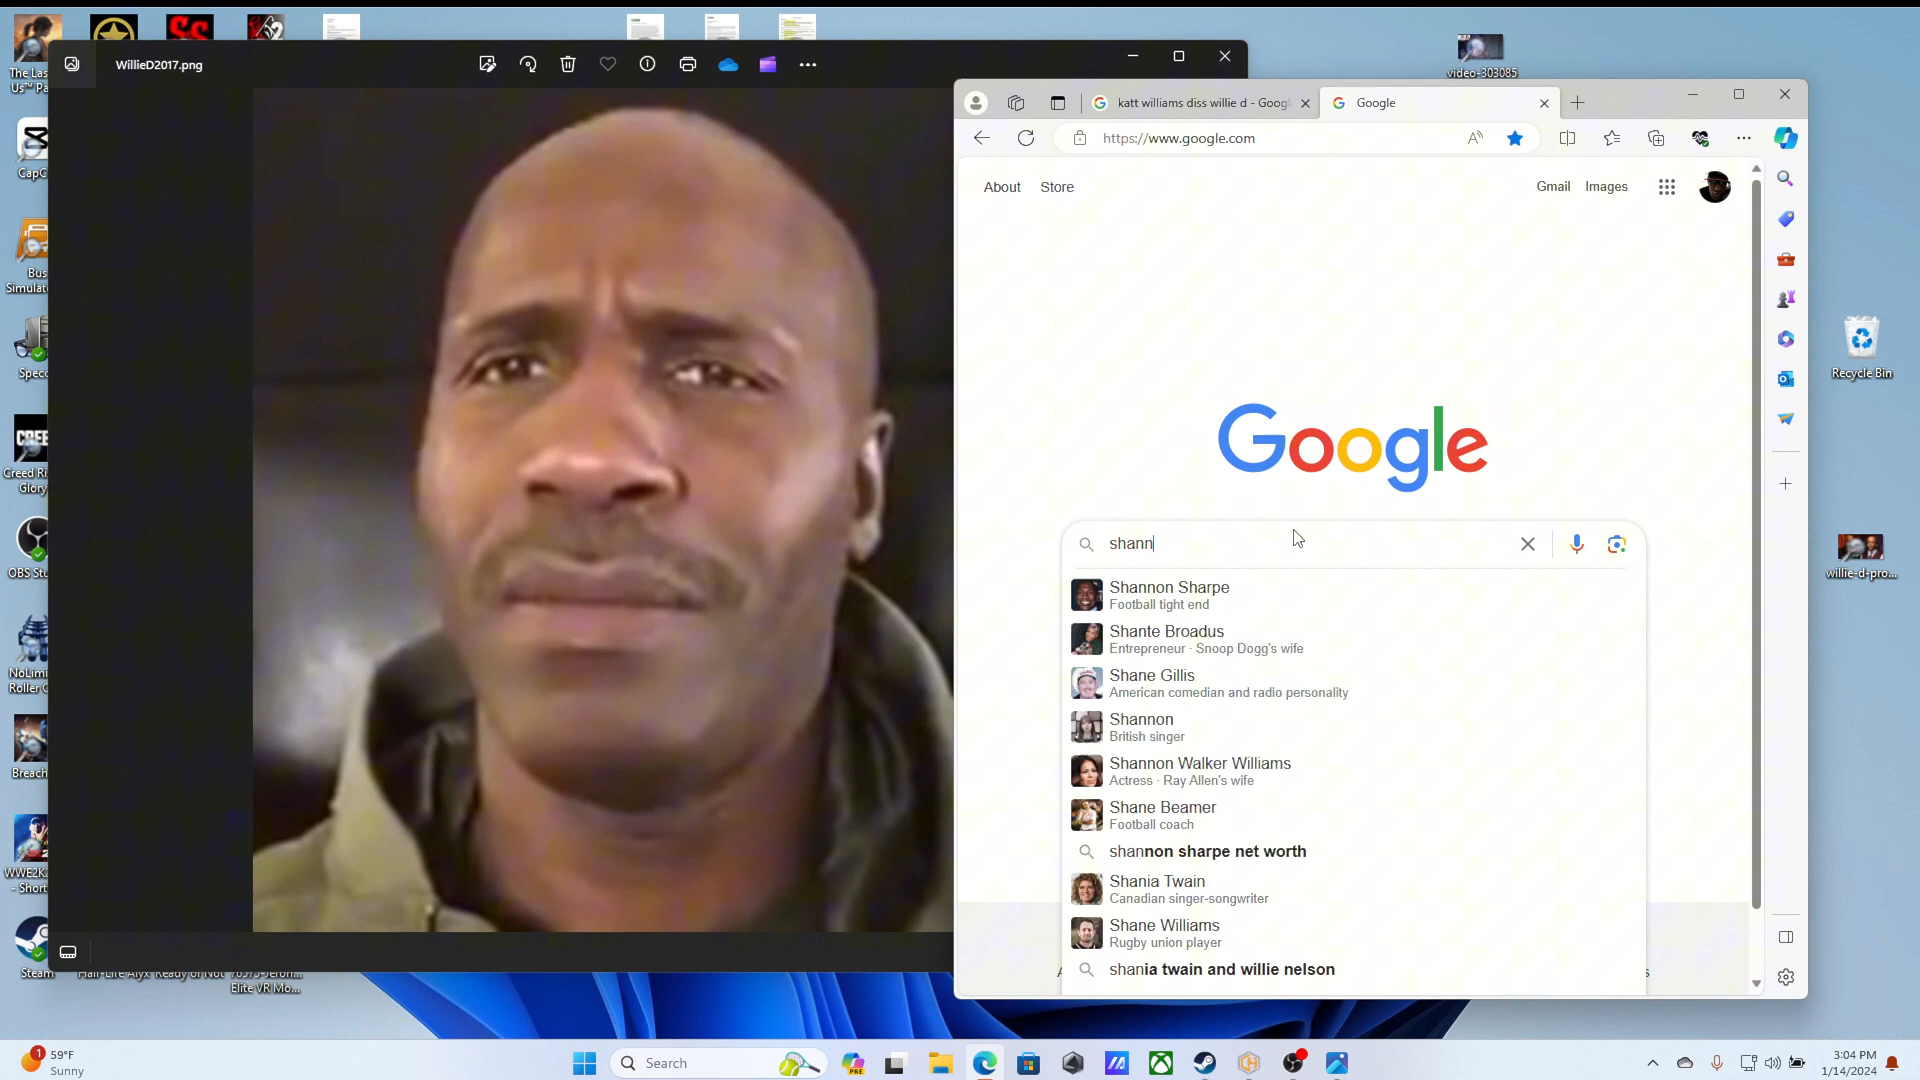 The Las
Us™ Pa
CapC
Bus
Simulato
Speco
CREE
Creed Ri
Glory
OBS Stu
NoLimi
Roller C
Breach
WWE2K
- Short
Steam
Elite VR Mo...
WillieD2017.png
katt williams diss willie d - Googl
Google
https://www.google.com
About
Store
Gmail
Images
Google
shann
Shannon Sharpe
Football tight end
Shante Broadus
Entrepreneur · Snoop Dogg's wife
Shane Gillis
American comedian and radio personality
Shannon
British singer
Shannon Walker Williams
Actress · Ray Allen's wife
Shane Beamer
Football coach
shannon sharpe net worth
Shania Twain
Canadian singer-songwriter
Shane Williams
Rugby union player
shania twain and willie nelson
video-303085
Recycle Bin
willie-d-pro...
1
59°F
Sunny
Search
PRE
3:04 PM
1/14/2024